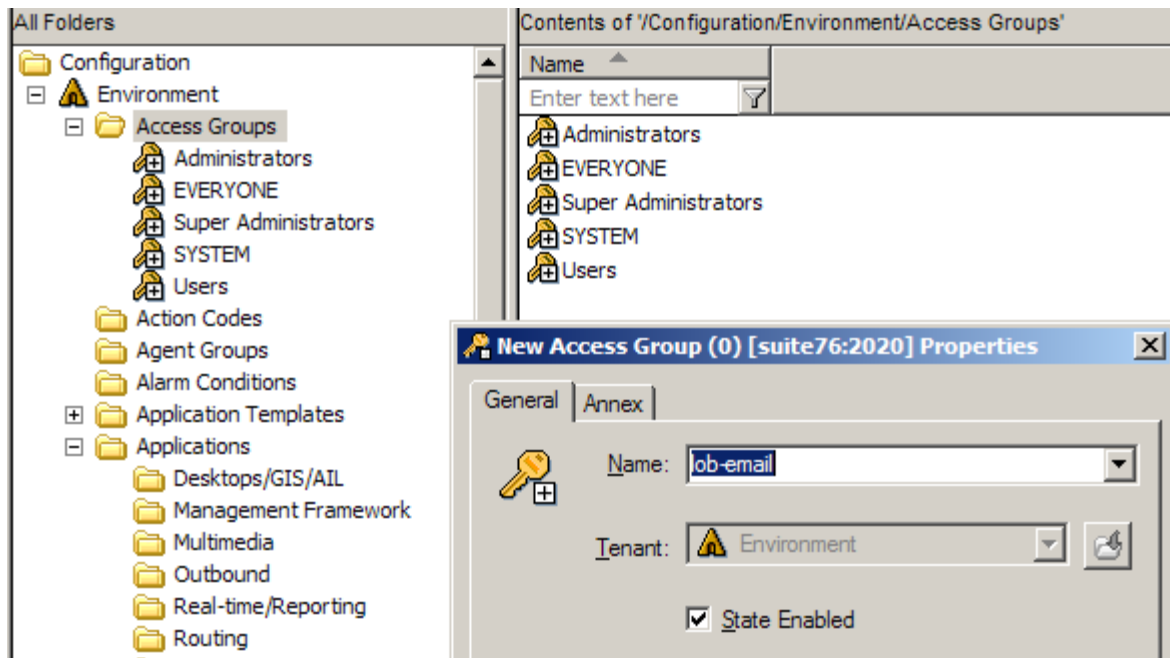 All Folders
Configuration
Environment
Access Groups
Administrators
EVERYONE
Super Administrators
SYSTEM
Users
Action Codes
Agent Groups
Alarm Conditions
Application Templates
Applications
Desktops/GIS/AIL
Management Framework
Multimedia
Outbound
Real-time/Reporting
Routing
Contents of '/Configuration/Environment/Access Groups'
Name
Enter text here
Administrators
EVERYONE
Super Administrators
SYSTEM
Users
New Access Group (0) [suite76:2020] Properties
General Annex
Name: lob-email
Tenant: Environment
State Enabled